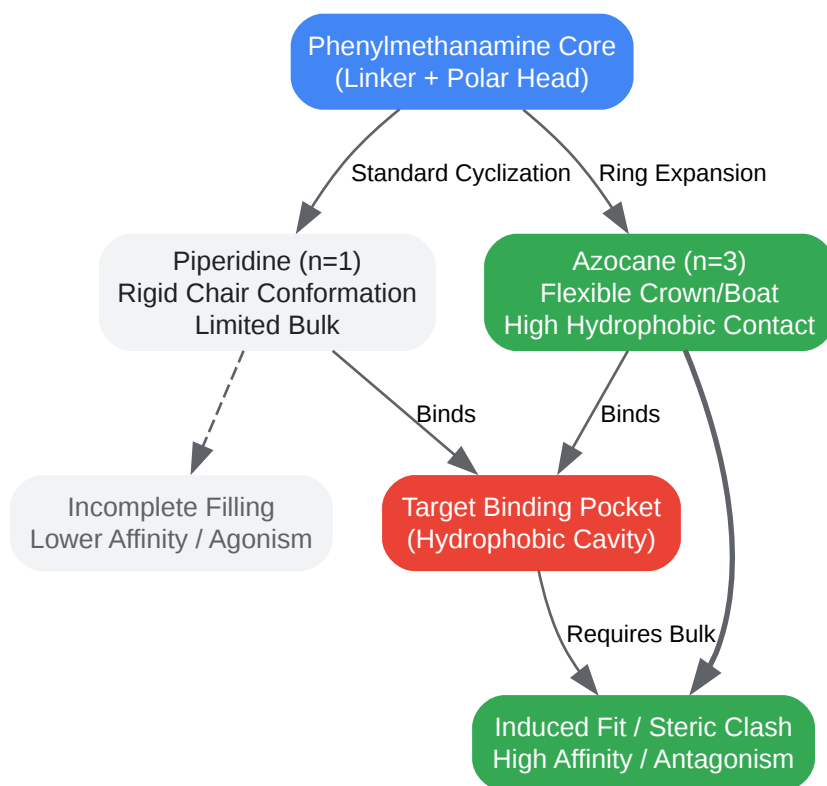 Phenylmethanamine Core
(Linker + Polar Head)
Standard Cyclization
Ring Expansion
Piperidine (n=1)
Rigid Chair Conformation
Limited Bulk
Azocane (n=3)
Flexible Crown/Boat
High Hydrophobic Contact
Binds
Binds
Incomplete Filling
Lower Affinity / Agonism
Target Binding Pocket
(Hydrophobic Cavity)
Requires Bulk
Induced Fit / Steric Clash
High Affinity / Antagonism